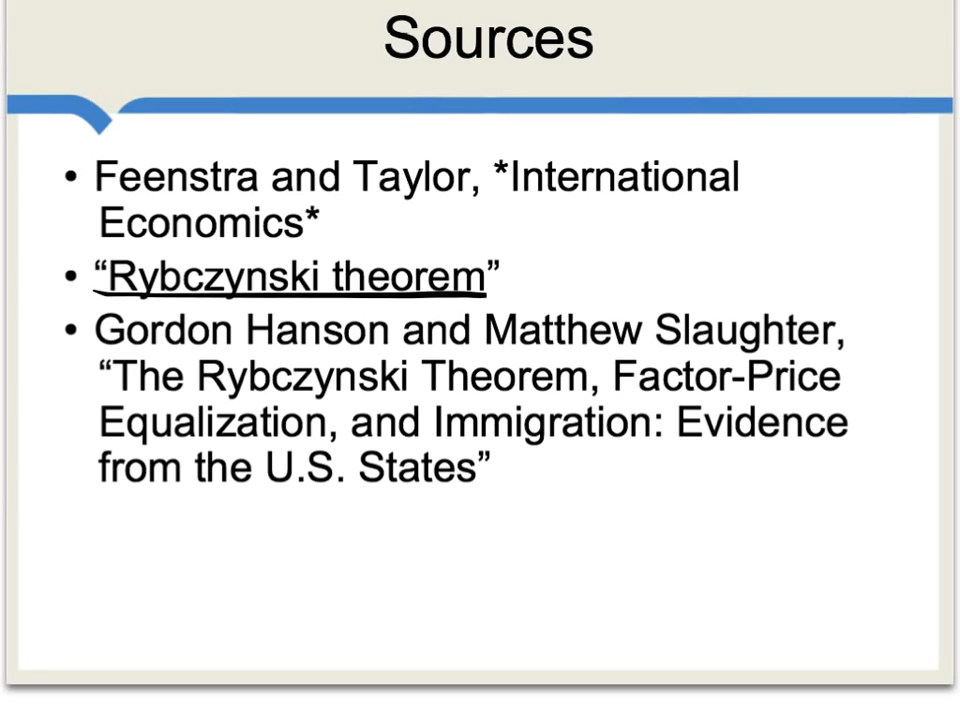 Sources
• Feenstra and Taylor, *International
Economics*
• “Rybczynski theorem”
• Gordon Hanson and Matthew Slaughter,
“The Rybczynski Theorem, Factor-Price
Equalization, and Immigration: Evidence
from the U.S. States”